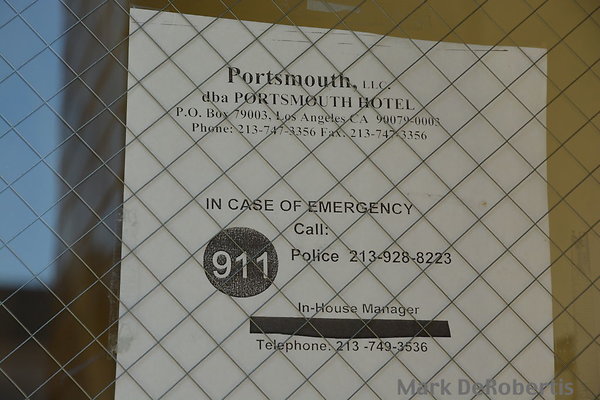 Portsmouth, LLC.
dba PORTSMOUTH HOTEL
P.O. Box 79003, Los Angeles CA 90079-0003
Phone: 213-747-3356 Fax: 213-747-3356
IN CASE OF EMERGENCY
Call:
911 Police 213-928-8223
In-House Manager
Telephone: 213 -749-3536
Mark DeRobertis